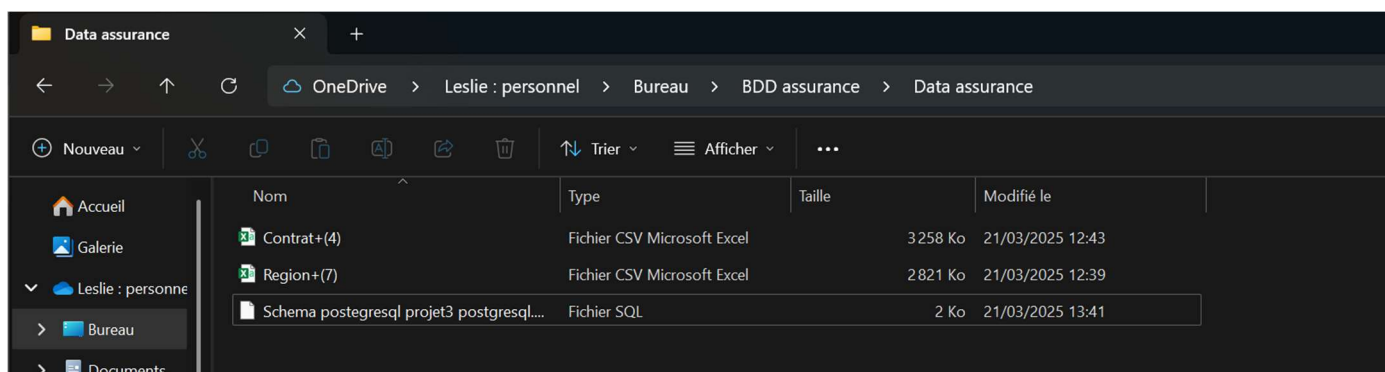 Data assurance
OneDrive > Leslie : personnel > Bureau > BDD assurance > Data assurance
Nouveau Trier Afficher
Accueil
Galerie
Leslie : personne
Bureau
Documents
Nom Type Taille Modifié le
Contrat+(4) Fichier CSV Microsoft Excel 3 258 Ko 21/03/2025 12:43
Region+(7) Fichier CSV Microsoft Excel 2 821 Ko 21/03/2025 12:39
Schema postegresql projet3 postgresql.... Fichier SQL 2 Ko 21/03/2025 13:41